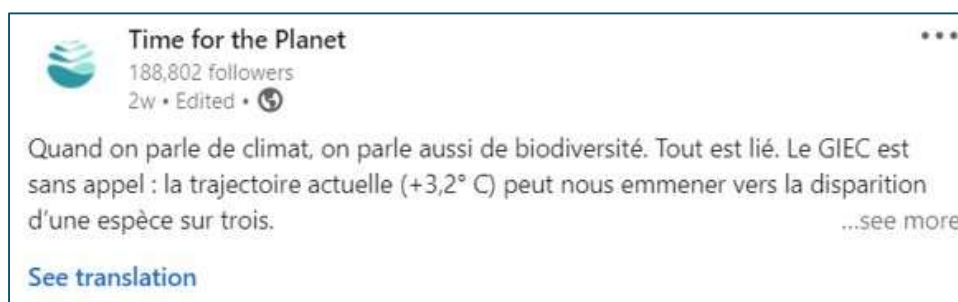 Time for the Planet
188,802 followers
2w • Edited •
Quand on parle de climat, on parle aussi de biodiversité. Tout est lié. Le GIEC est
sans appel : la trajectoire actuelle (+3,2° C) peut nous emmener vers la disparition
d'une espèce sur trois.
...see more
See translation